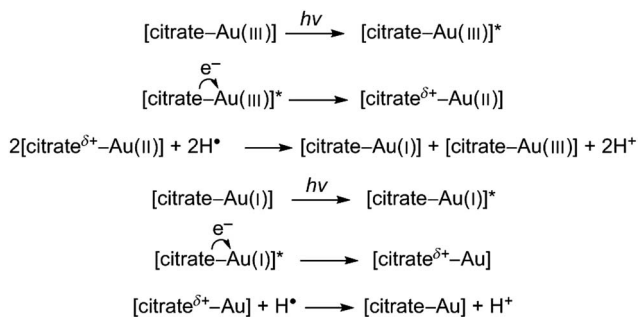 [citrate–Au(III)] hv [citrate–Au(III)]*
e–
[citrate–Au(III)]* [citrateδ+–Au(II)]
2[citrateδ+–Au(II)] + 2H• [citrate–Au(I)] + [citrate–Au(III)] + 2H+
[citrate–Au(I)] hv [citrate–Au(I)]*
e–
[citrate–Au(I)]* [citrateδ+–Au]
[citrateδ+–Au] + H• [citrate–Au] + H+